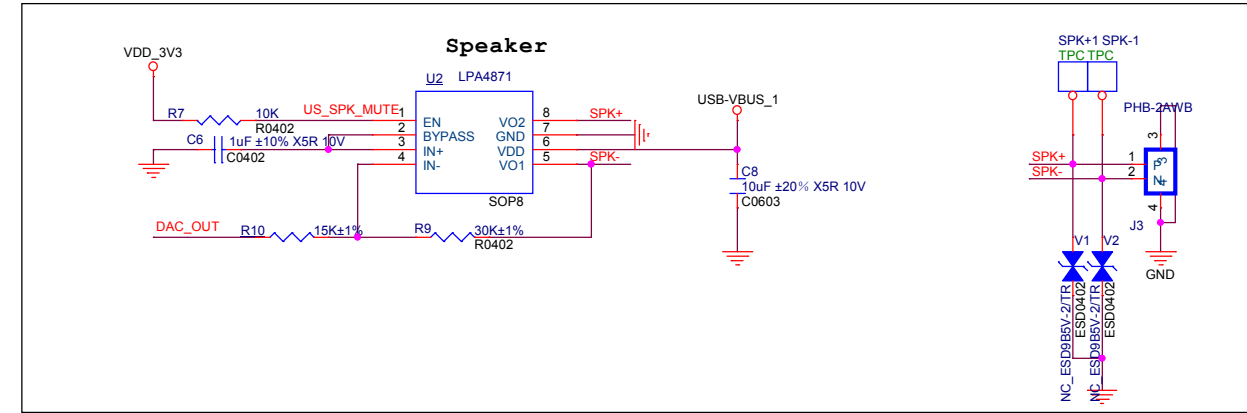 Speaker
VDD_3V3
U2 LPA4871
R7 10K
R0402
US_SPK_MUTE
C6 1uF ±10% X5R 10V
C0402
1 EN
2 BYPASS
3 IN+
4 IN-
VO2 8 SPK+
GND 7
VDD 6
VO1 5 SPK-
SOP8
USB-VBUS_1
C8
10uF ±20% X5R 10V
C0603
DAC_OUT R10 15K±1% R9 30K±1%
R0402
SPK+1 SPK-1
TPC TPC
PHB-2AWB
3
SPK+ 1
SPK- 2
4
J3
GND
V1 V2
NC_ESD9B5V-2/TR
ESD0402
NC_ESD9B5V-2/TR
ESD0402